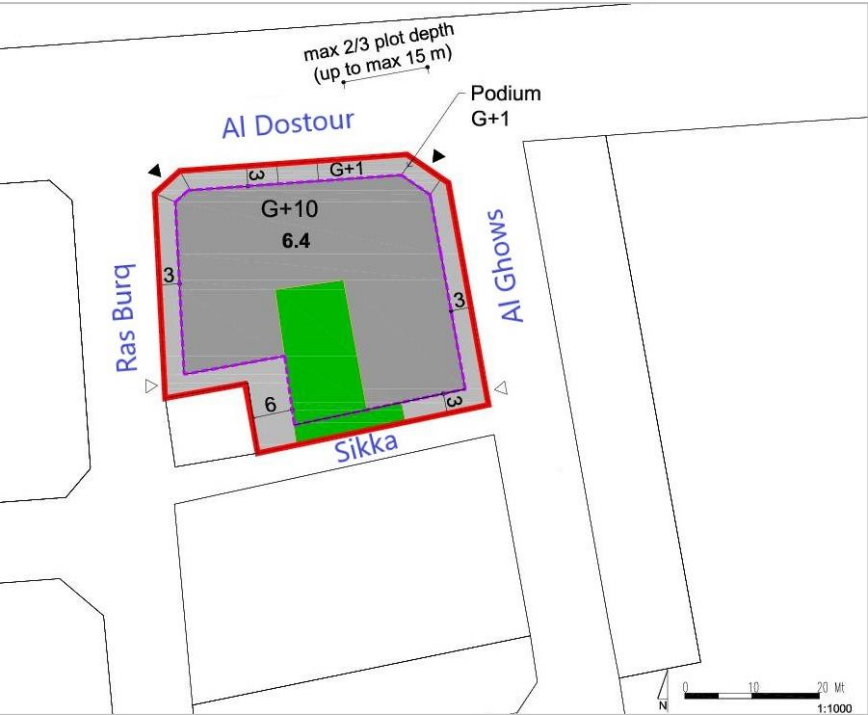 max 2/3 plot depth
(up to max 15 m)
Podium
G+1
Al Dostour
3
G+1
G+10
6.4
Ras Burq
3
3
Al Ghows
6
3
Sikka
N
0 10 20 Mt
1:1000